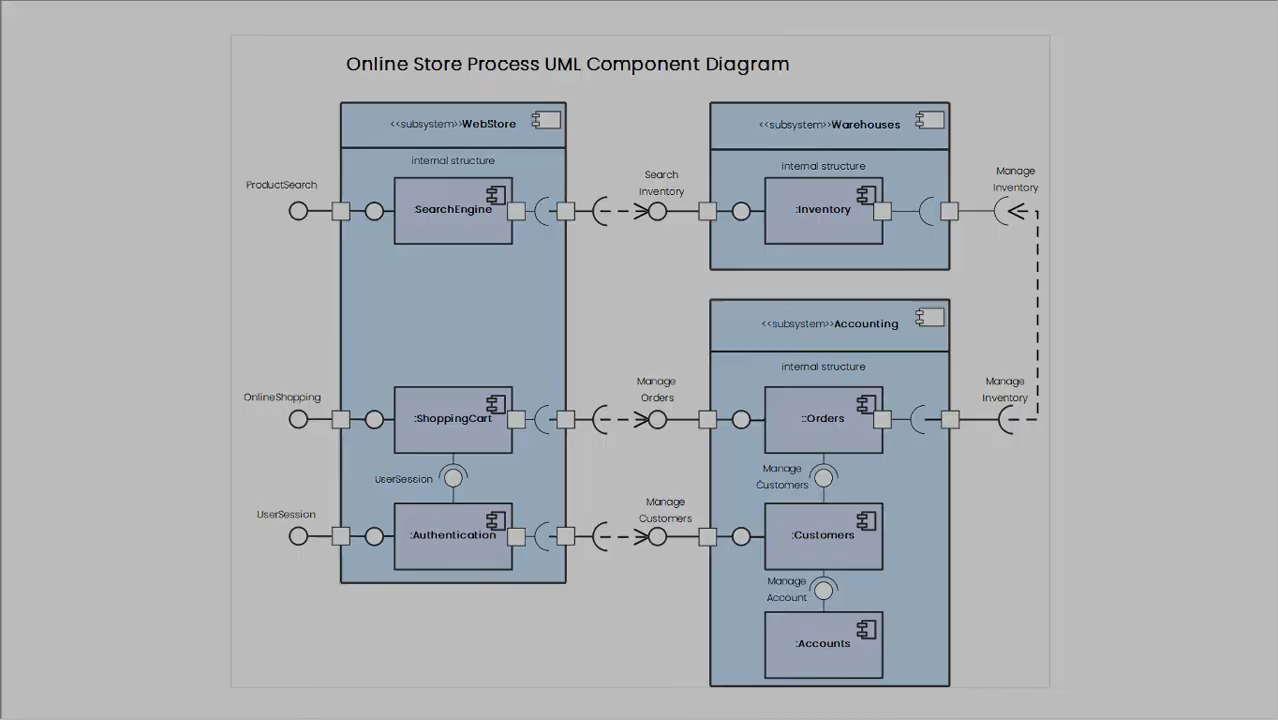 Online Store Process UML Component Diagram
<<subsystem>>WebStore
<<subsystem>>Warehouses
internal structure
internal structure
ProductSearch
:SearchEngine
Search
Inventory
:Inventory
Manage
Inventory
<<subsystem>>Accounting
internal structure
OnlineShopping
:ShoppingCart
Manage
Orders
::Orders
Manage
Inventory
UserSession
Manage
Customers
UserSession
:Authentication
Manage
Customers
:Customers
Manage
Account
:Accounts